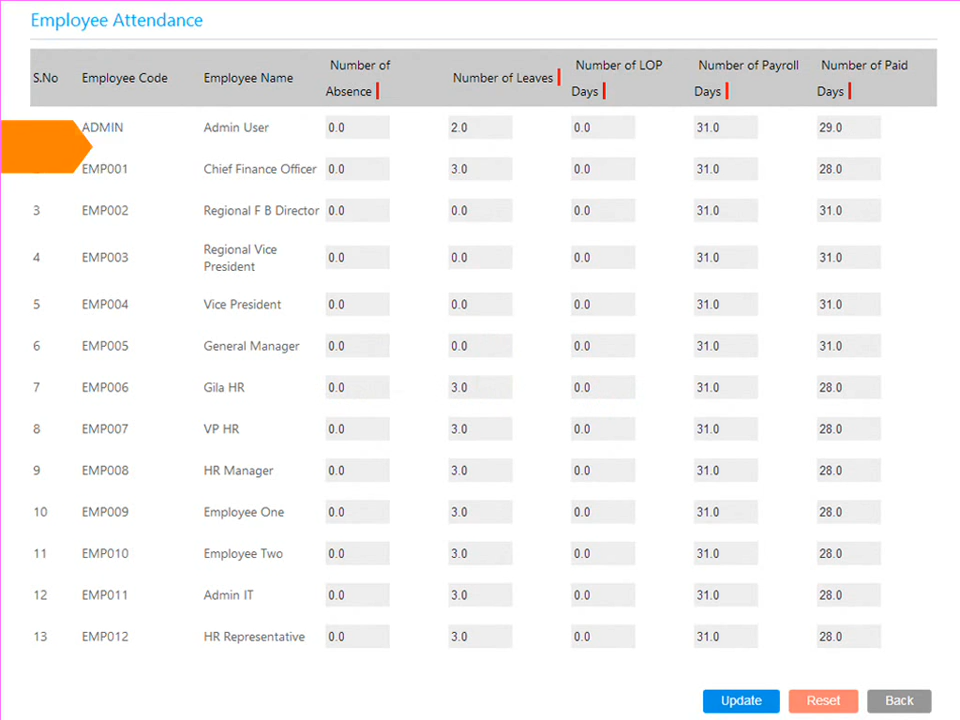 Employee Attendance
S.No Employee Code Employee Name Number of Absence Number of Leaves Number of LOP Days Number of Payroll Days Number of Paid Days
ADMIN Admin User 0.0 2.0 0.0 31.0 29.0
EMP001 Chief Finance Officer 0.0 3.0 0.0 31.0 28.0
3 EMP002 Regional F B Director 0.0 0.0 0.0 31.0 31.0
4 EMP003 Regional Vice President 0.0 0.0 0.0 31.0 31.0
5 EMP004 Vice President 0.0 0.0 0.0 31.0 31.0
6 EMP005 General Manager 0.0 0.0 0.0 31.0 31.0
7 EMP006 Gila HR 0.0 3.0 0.0 31.0 28.0
8 EMP007 VP HR 0.0 3.0 0.0 31.0 28.0
9 EMP008 HR Manager 0.0 3.0 0.0 31.0 28.0
10 EMP009 Employee One 0.0 3.0 0.0 31.0 28.0
11 EMP010 Employee Two 0.0 3.0 0.0 31.0 28.0
12 EMP011 Admin IT 0.0 3.0 0.0 31.0 28.0
13 EMP012 HR Representative 0.0 3.0 0.0 31.0 28.0
Update Reset Back